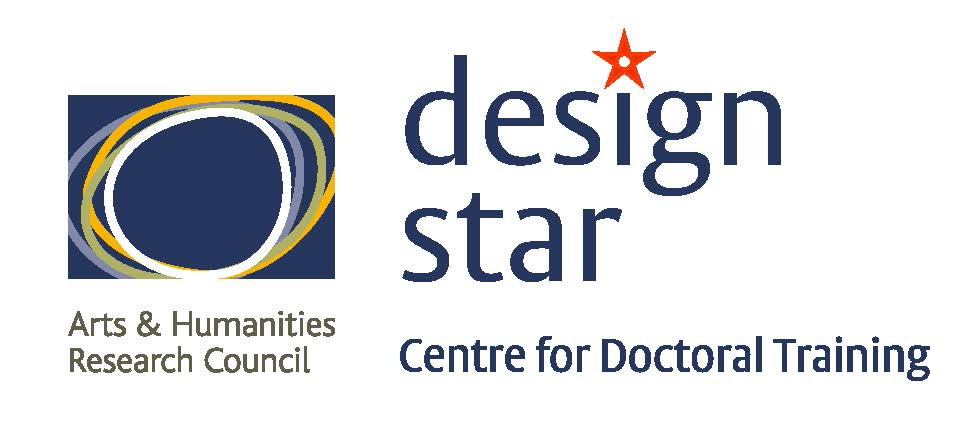 Arts & Humanities
Research Council
design
star
Centre for Doctoral Training